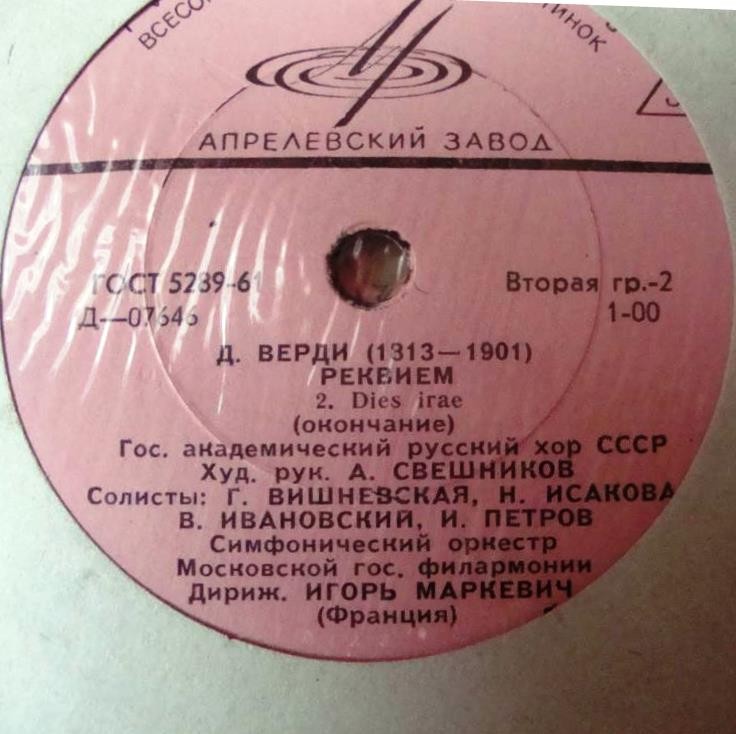 АПРЕЛЕВСКИЙ ЗАВОД
ГОСТ 5289-61 Вторая гр.-2
Д—07646 1-00
Д. ВЕРДИ (1813—1901)
РЕКВИЕМ
2. Dies irae
(окончание)
Гос. академический русский хор СССР
Худ. рук. А. СВЕШНИКОВ
Солисты: Г. ВИШНЕВСКАЯ, Н. ИСАКОВА
В. ИВАНОВСКИЙ, И. ПЕТРОВ
Симфонический оркестр
Московской гос. филармонии
Дириж. ИГОРЬ МАРКЕВИЧ
(Франция)